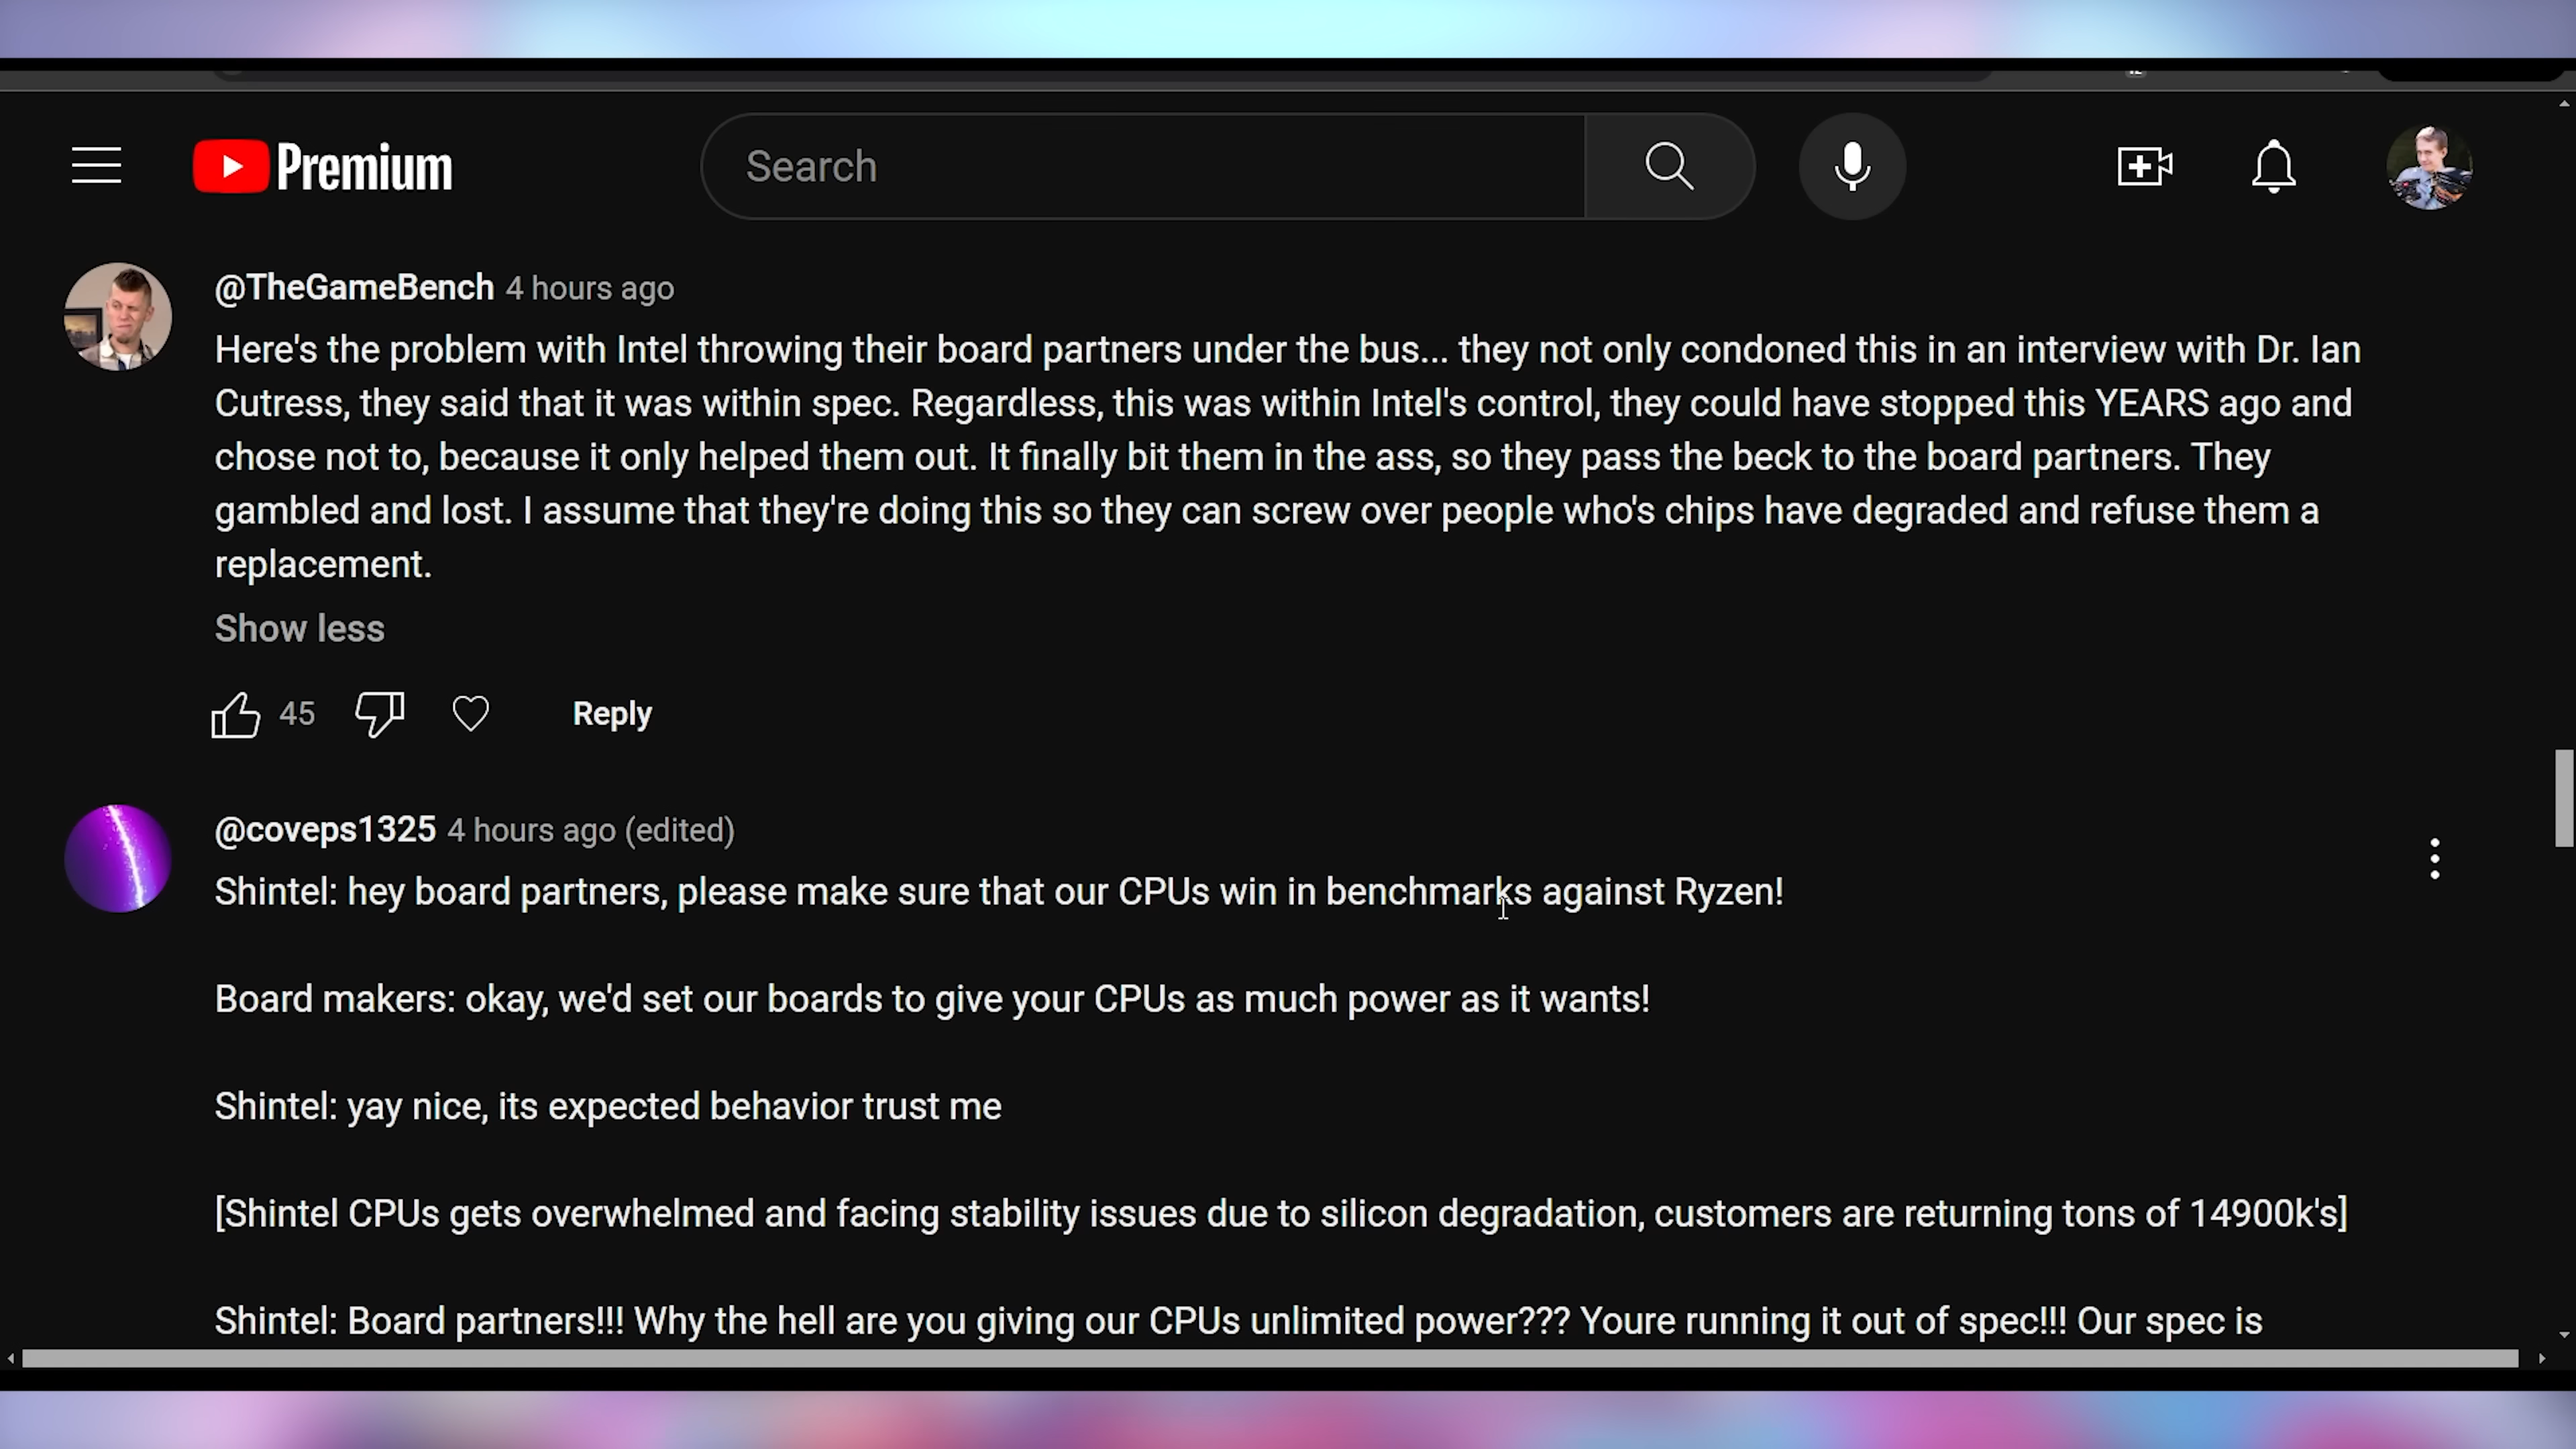 Premium
Search
@TheGameBench 4 hours ago
Here's the problem with Intel throwing their board partners under the bus... they not only condoned this in an interview with Dr. Ian
Cutress, they said that it was within spec. Regardless, this was within Intel's control, they could have stopped this YEARS ago and
chose not to, because it only helped them out. It finally bit them in the ass, so they pass the beck to the board partners. They
gambled and lost. I assume that they're doing this so they can screw over people who's chips have degraded and refuse them a
replacement.
Show less
45
Reply
@coveps1325 4 hours ago (edited)
Shintel: hey board partners, please make sure that our CPUs win in benchmarks against Ryzen!
Board makers: okay, we'd set our boards to give your CPUs as much power as it wants!
Shintel: yay nice, its expected behavior trust me
[Shintel CPUs gets overwhelmed and facing stability issues due to silicon degradation, customers are returning tons of 14900k's]
Shintel: Board partners!!! Why the hell are you giving our CPUs unlimited power??? Youre running it out of spec!!! Our spec is